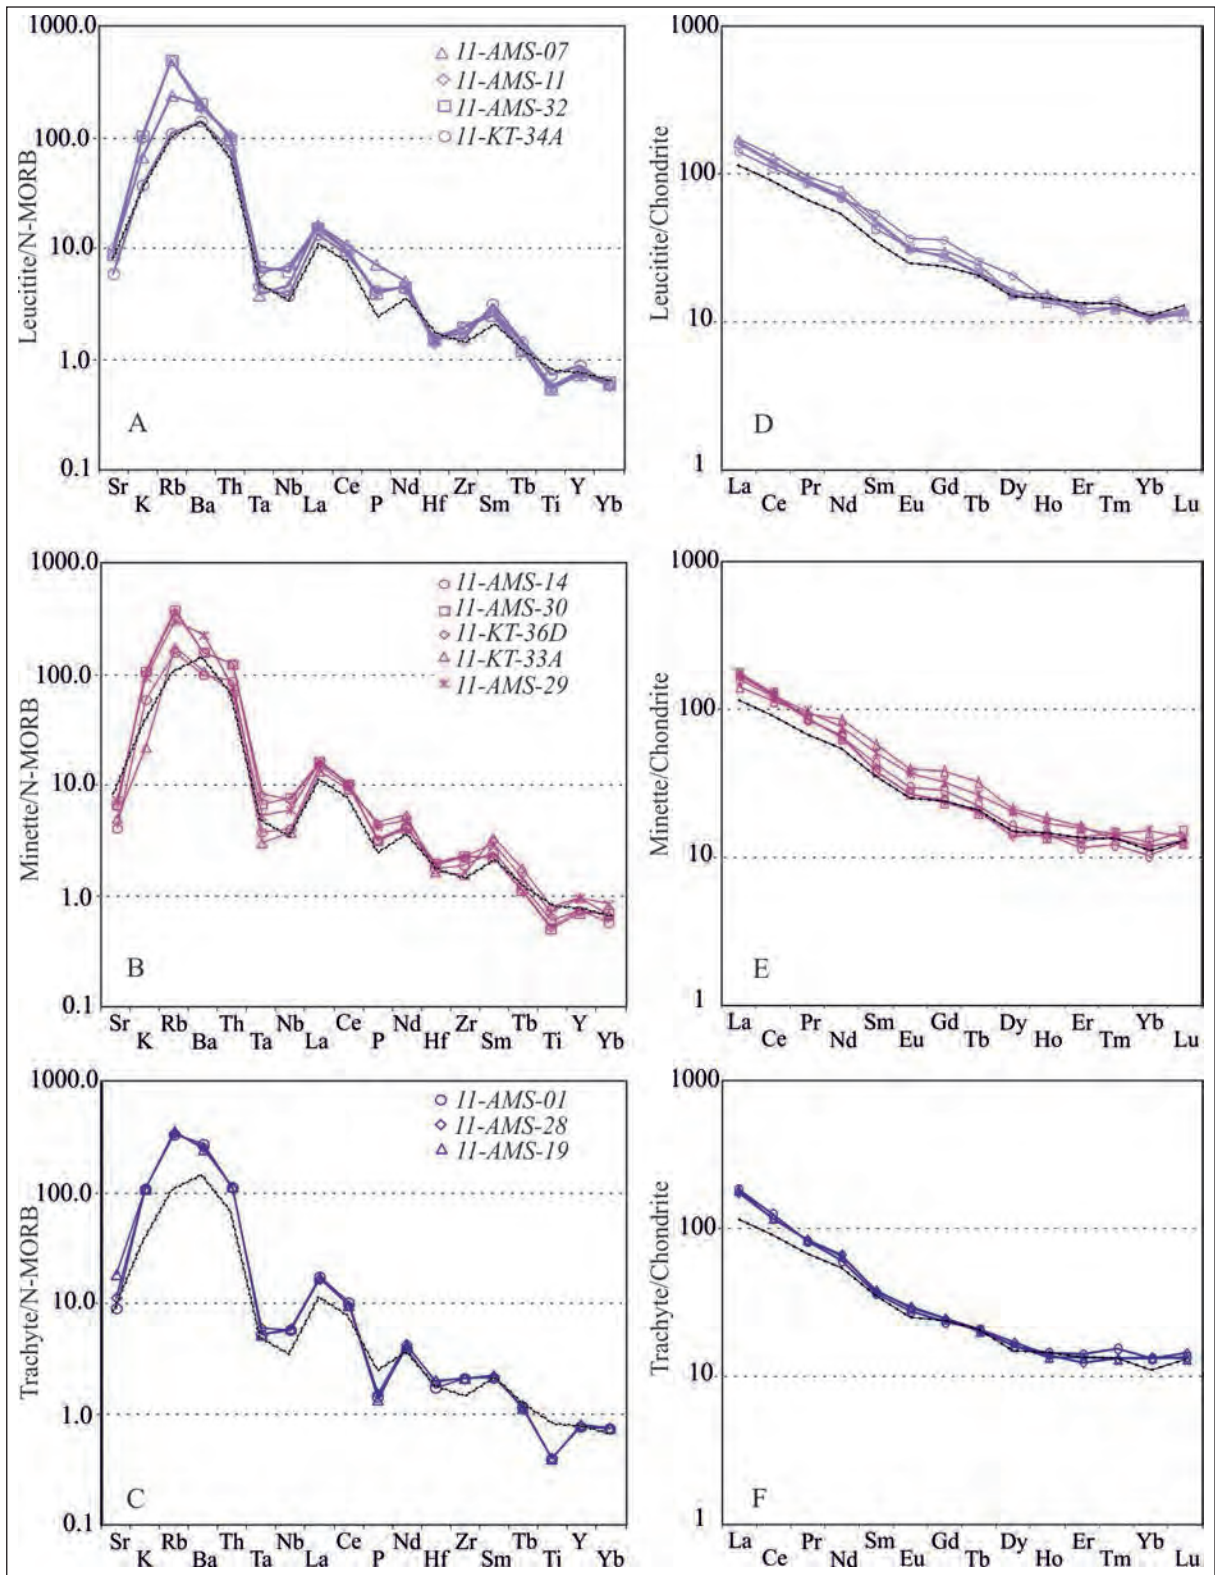 1000.0
100.0
10.0
1.0
0.1
Leucitite/N-MORB
11-AMS-07
11-AMS-11
11-AMS-32
11-KT-34A
A
Sr Rb Th Nb Ce Nd Zr Tb Y
K Ba Ta La P Hf Sm Ti Yb
1000
100
10
1
Leucitite/Chondrite
D
La Pr Sm Gd Dy Er Yb
Ce Nd Eu Tb Ho Tm Lu
1000.0
100.0
10.0
1.0
0.1
Minette/N-MORB
11-AMS-14
11-AMS-30
11-KT-36D
11-KT-33A
11-AMS-29
B
Sr Rb Th Nb Ce Nd Zr Tb Y
K Ba Ta La P Hf Sm Ti Yb
1000
100
10
1
Minette/Chondrite
E
La Pr Sm Gd Dy Er Yb
Ce Nd Eu Tb Ho Tm Lu
1000.0
100.0
10.0
1.0
0.1
Trachyte/N-MORB
11-AMS-01
11-AMS-28
11-AMS-19
C
Sr Rb Th Nb Ce Nd Zr Tb Y
K Ba Ta La P Hf Sm Ti Yb
1000
100
10
1
Trachyte/Chondrite
F
La Pr Sm Gd Dy Er Yb
Ce Nd Eu Tb Ho Tm Lu